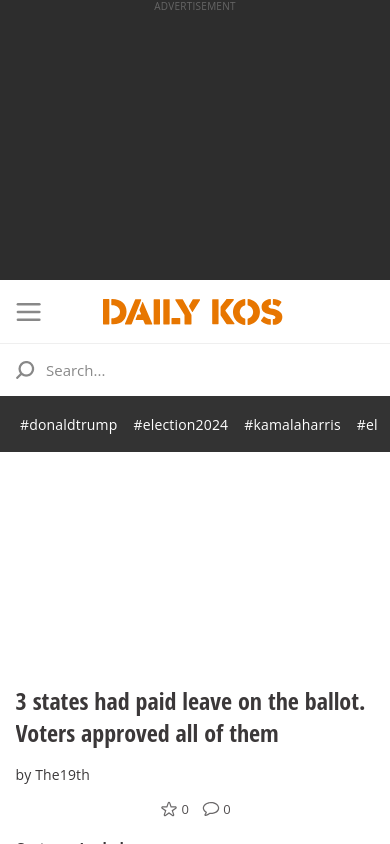 ADVERTISEMENT
DAILY KOS
Search...
#donaldtrump #election2024 #kamalaharris #el
3 states had paid leave on the ballot.
Voters approved all of them
by The19th
0 0